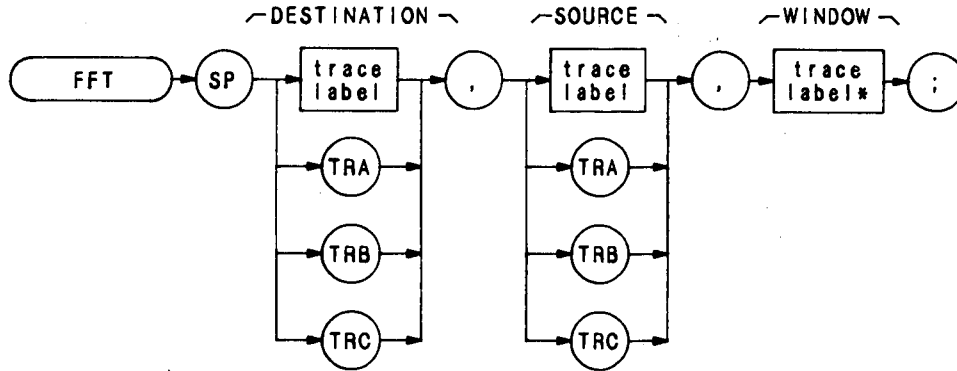 DESTINATION SOURCE WINDOW
FFT SP trace label , trace label , trace label* ;
TRA TRA
TRB TRB
TRC TRC